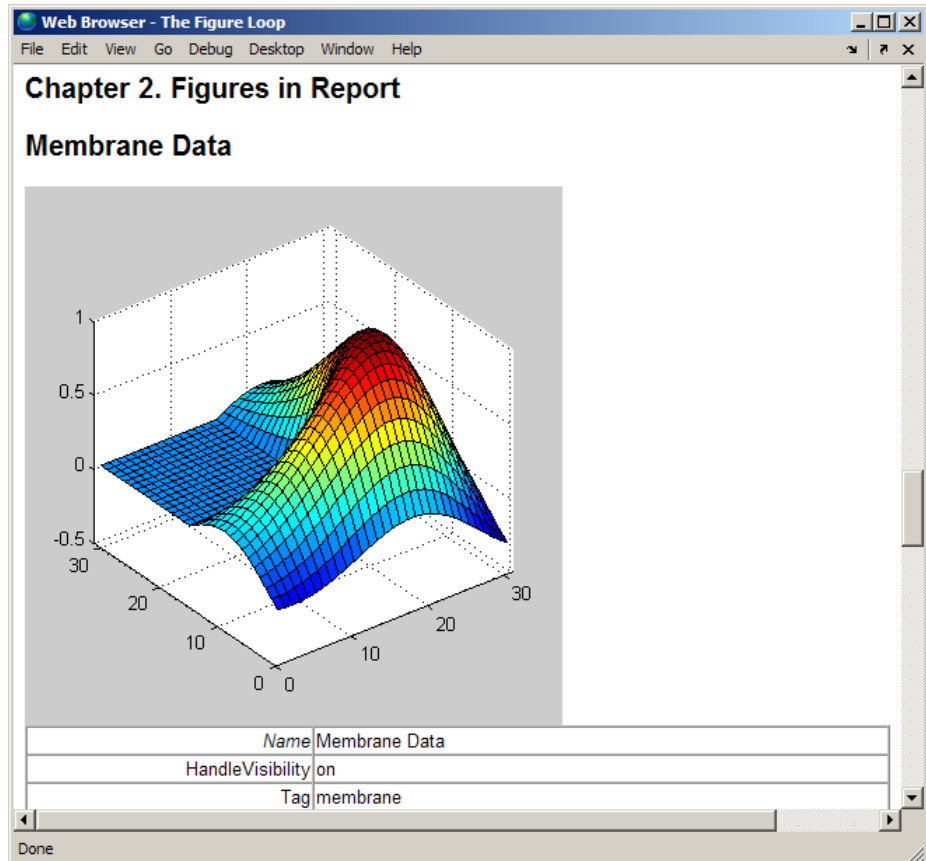 Web Browser - The Figure Loop
File Edit View Go Debug Desktop Window Help
Chapter 2. Figures in Report
Membrane Data
1
0.5
0
-0.5
30
20
10
0
0
10
20
30
Name Membrane Data
HandleVisibility on
Tag membrane
Done